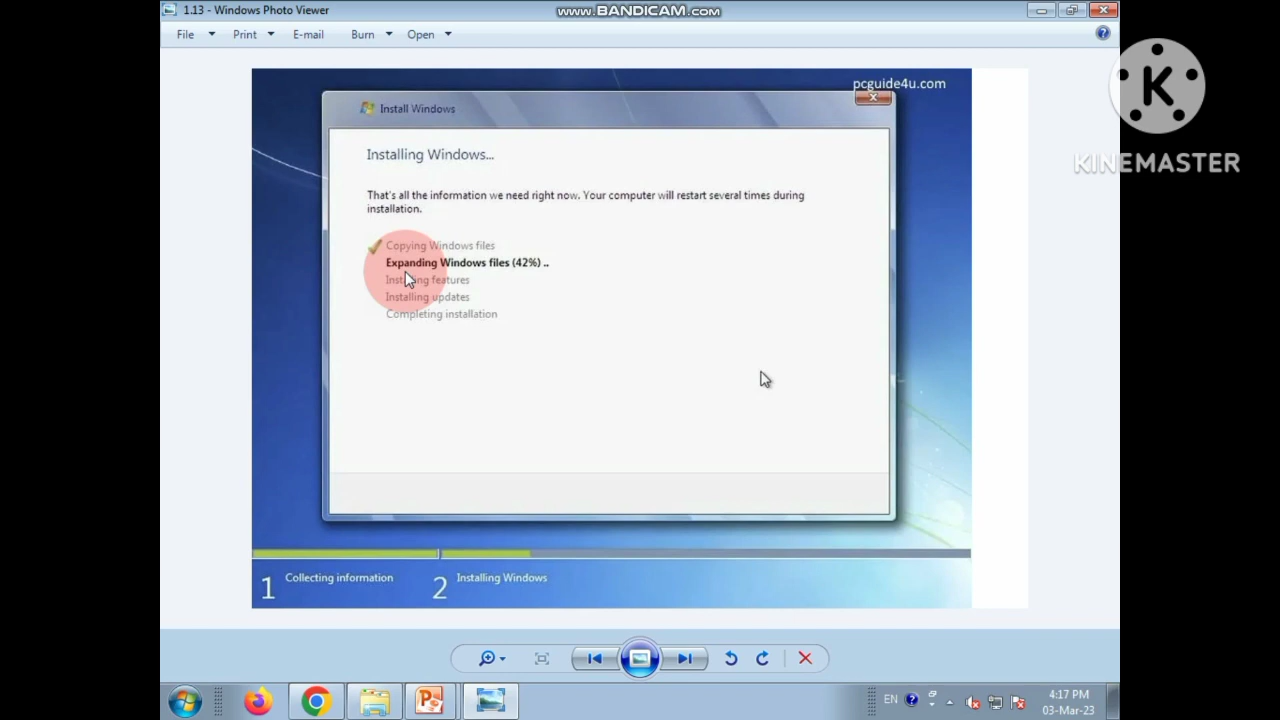 1.13 - Windows Photo Viewer
www.BANDICAM.com
File Print E-mail Burn Open
pcguide4u.com
K
KINEMASTER
Install Windows
Installing Windows...
That's all the information we need right now. Your computer will restart several times during
installation.
Copying Windows files
Expanding Windows files (42%) ..
Installing features
Installing updates
Completing installation
1 Collecting information 2 Installing Windows
EN 4:17 PM
03-Mar-23